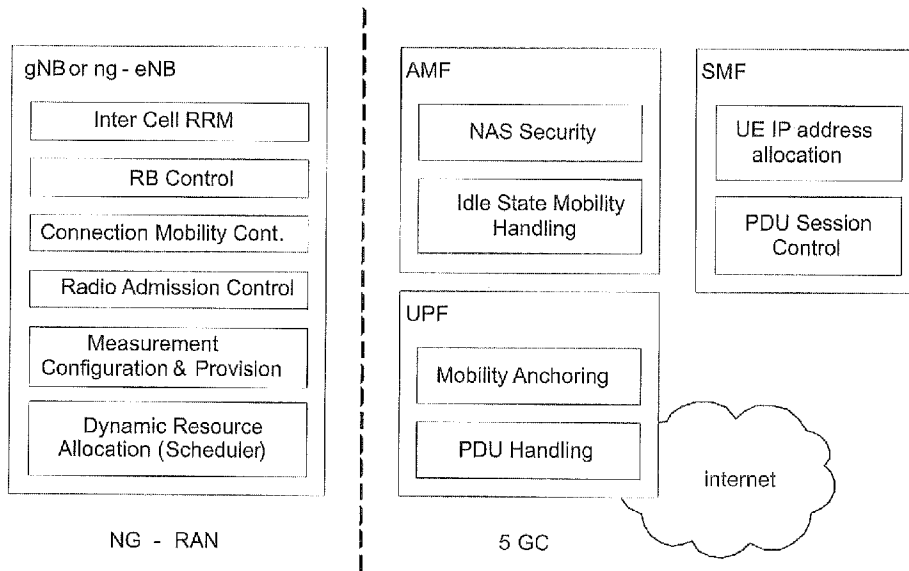 gNB or ng - eNB
Inter Cell RRM
RB Control
Connection Mobility Cont.
Radio Admission Control
Measurement
Configuration & Provision
Dynamic Resource
Allocation (Scheduler)
NG - RAN
AMF
NAS Security
Idle State Mobility
Handling
SMF
UE IP address
allocation
PDU Session
Control
UPF
Mobility Anchoring
PDU Handling
internet
5 GC